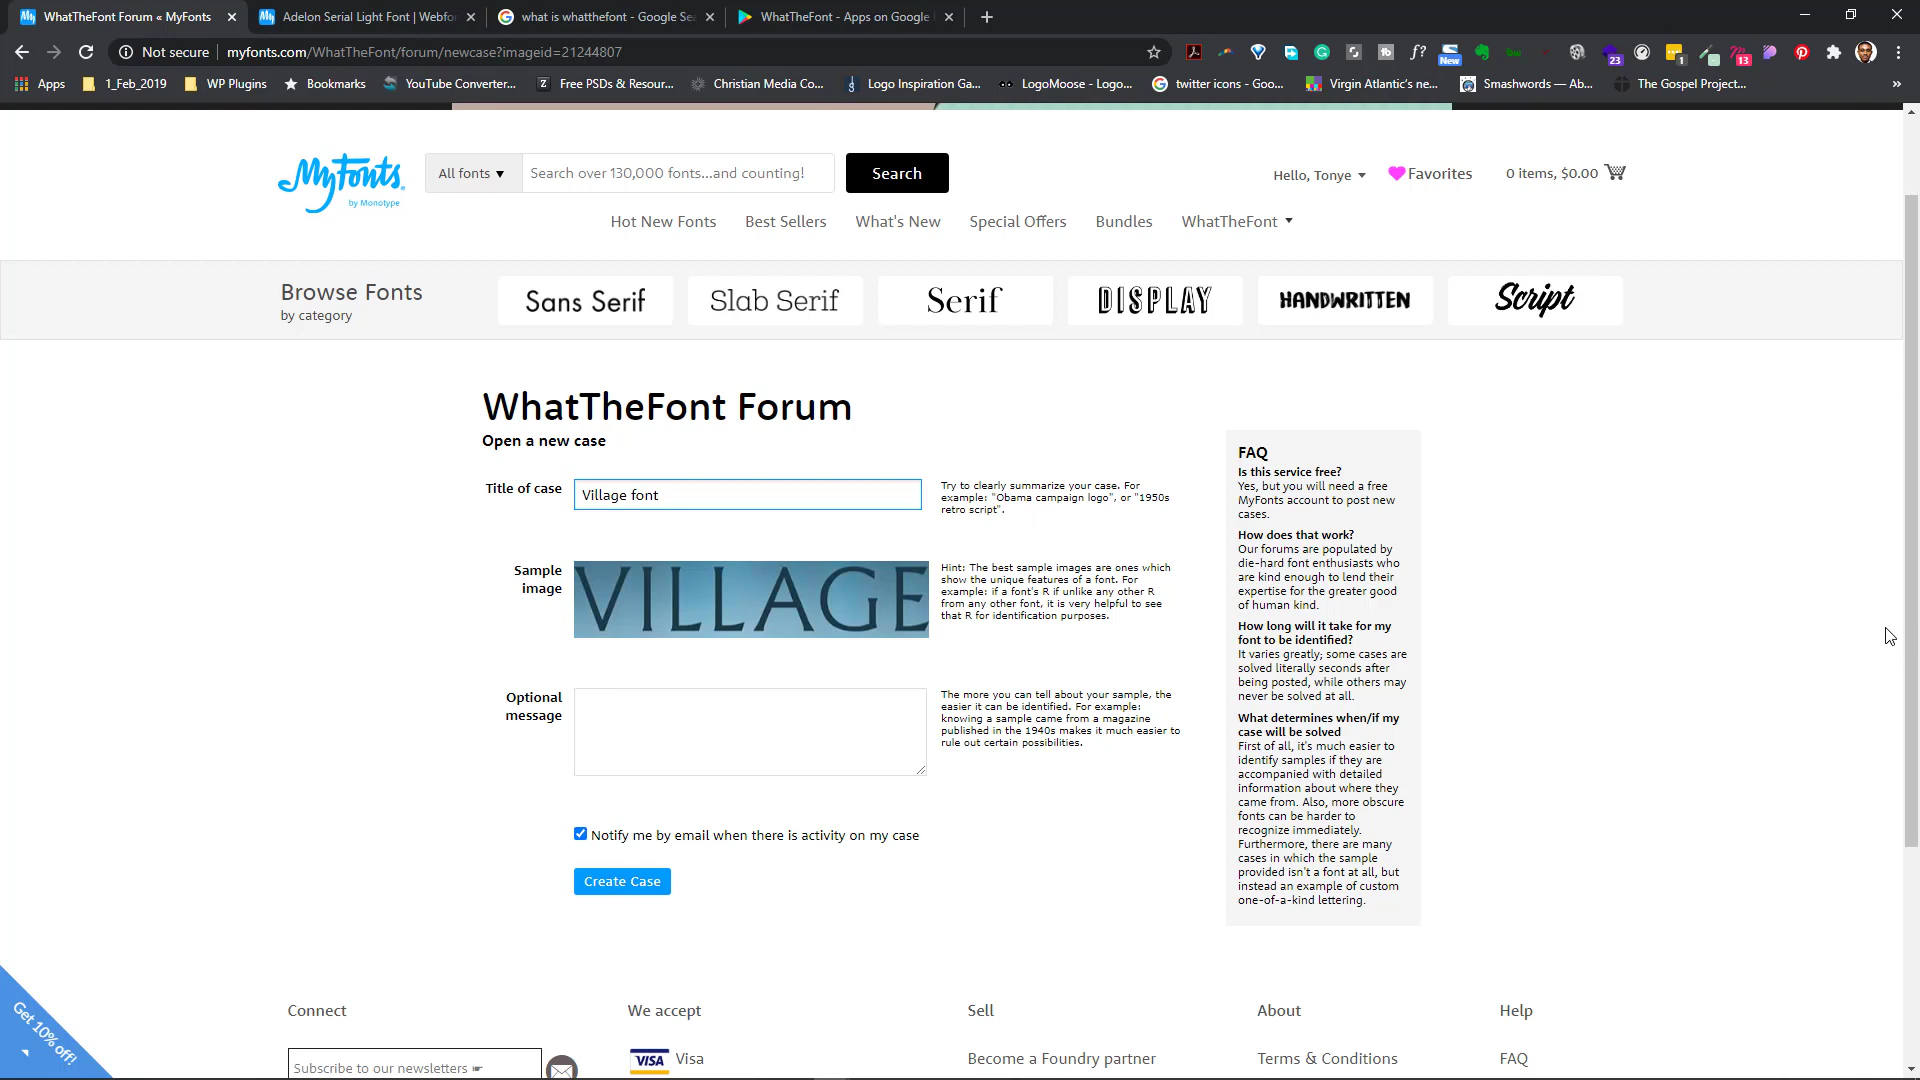 WhatTheFont Forum « MyFonts
Adelon Serial Light Font | Webfo
what is whatthefont - Google Se
WhatTheFont - Apps on Google
Not secure
myfonts.com/WhatTheFont/forum/newcase?imageid=21244807
New
23
1
13
Apps
1_Feb_2019
WP Plugins
Bookmarks
YouTube Converter...
Free PSDs & Resour...
Christian Media Co...
Logo Inspiration Ga...
LogoMoose - Logo...
twitter icons - Goo...
Virgin Atlantic's ne...
Smashwords — Ab...
The Gospel Project...
MyFonts
by Monotype
All fonts
Search over 130,000 fonts...and counting!
Search
Hello, Tonye
Favorites
0 items, $0.00
Hot New Fonts
Best Sellers
What's New
Special Offers
Bundles
WhatTheFont
Browse Fonts
by category
Sans Serif
Slab Serif
Serif
DISPLAY
HANDWRITTEN
Script
WhatTheFont Forum
Open a new case
Title of case
Village font
Try to clearly summarize your case. For
example: "Obama campaign logo", or "1950s
retro script".
Sample
image
VILLAGE
Hint: The best sample images are ones which
show the unique features of a font. For
example: if a font's R if unlike any other R
from any other font, it is very helpful to see
that R for identification purposes.
Optional
message
The more you can tell about your sample, the
easier it can be identified. For example:
knowing a sample came from a magazine
published in the 1940s makes it much easier to
rule out certain possibilities.
Notify me by email when there is activity on my case
Create Case
FAQ
Is this service free?
Yes, but you will need a free
MyFonts account to post new
cases.
How does that work?
Our forums are populated by
die-hard font enthusiasts who
are kind enough to lend their
expertise for the greater good
of human kind.
How long will it take for my
font to be identified?
It varies greatly; some cases are
solved literally seconds after
being posted, while others may
never be solved at all.
What determines when/if my
case will be solved
First of all, it's much easier to
identify samples if they are
accompanied with detailed
information about where they
came from. Also, more obscure
fonts can be harder to
recognize immediately.
Furthermore, there are many
cases in which the sample
provided isn't a font at all, but
instead an example of custom
one-of-a-kind lettering.
Get 10% off!
Connect
We accept
Sell
About
Help
Subscribe to our newsletters
VISA
Visa
Become a Foundry partner
Terms & Conditions
FAQ